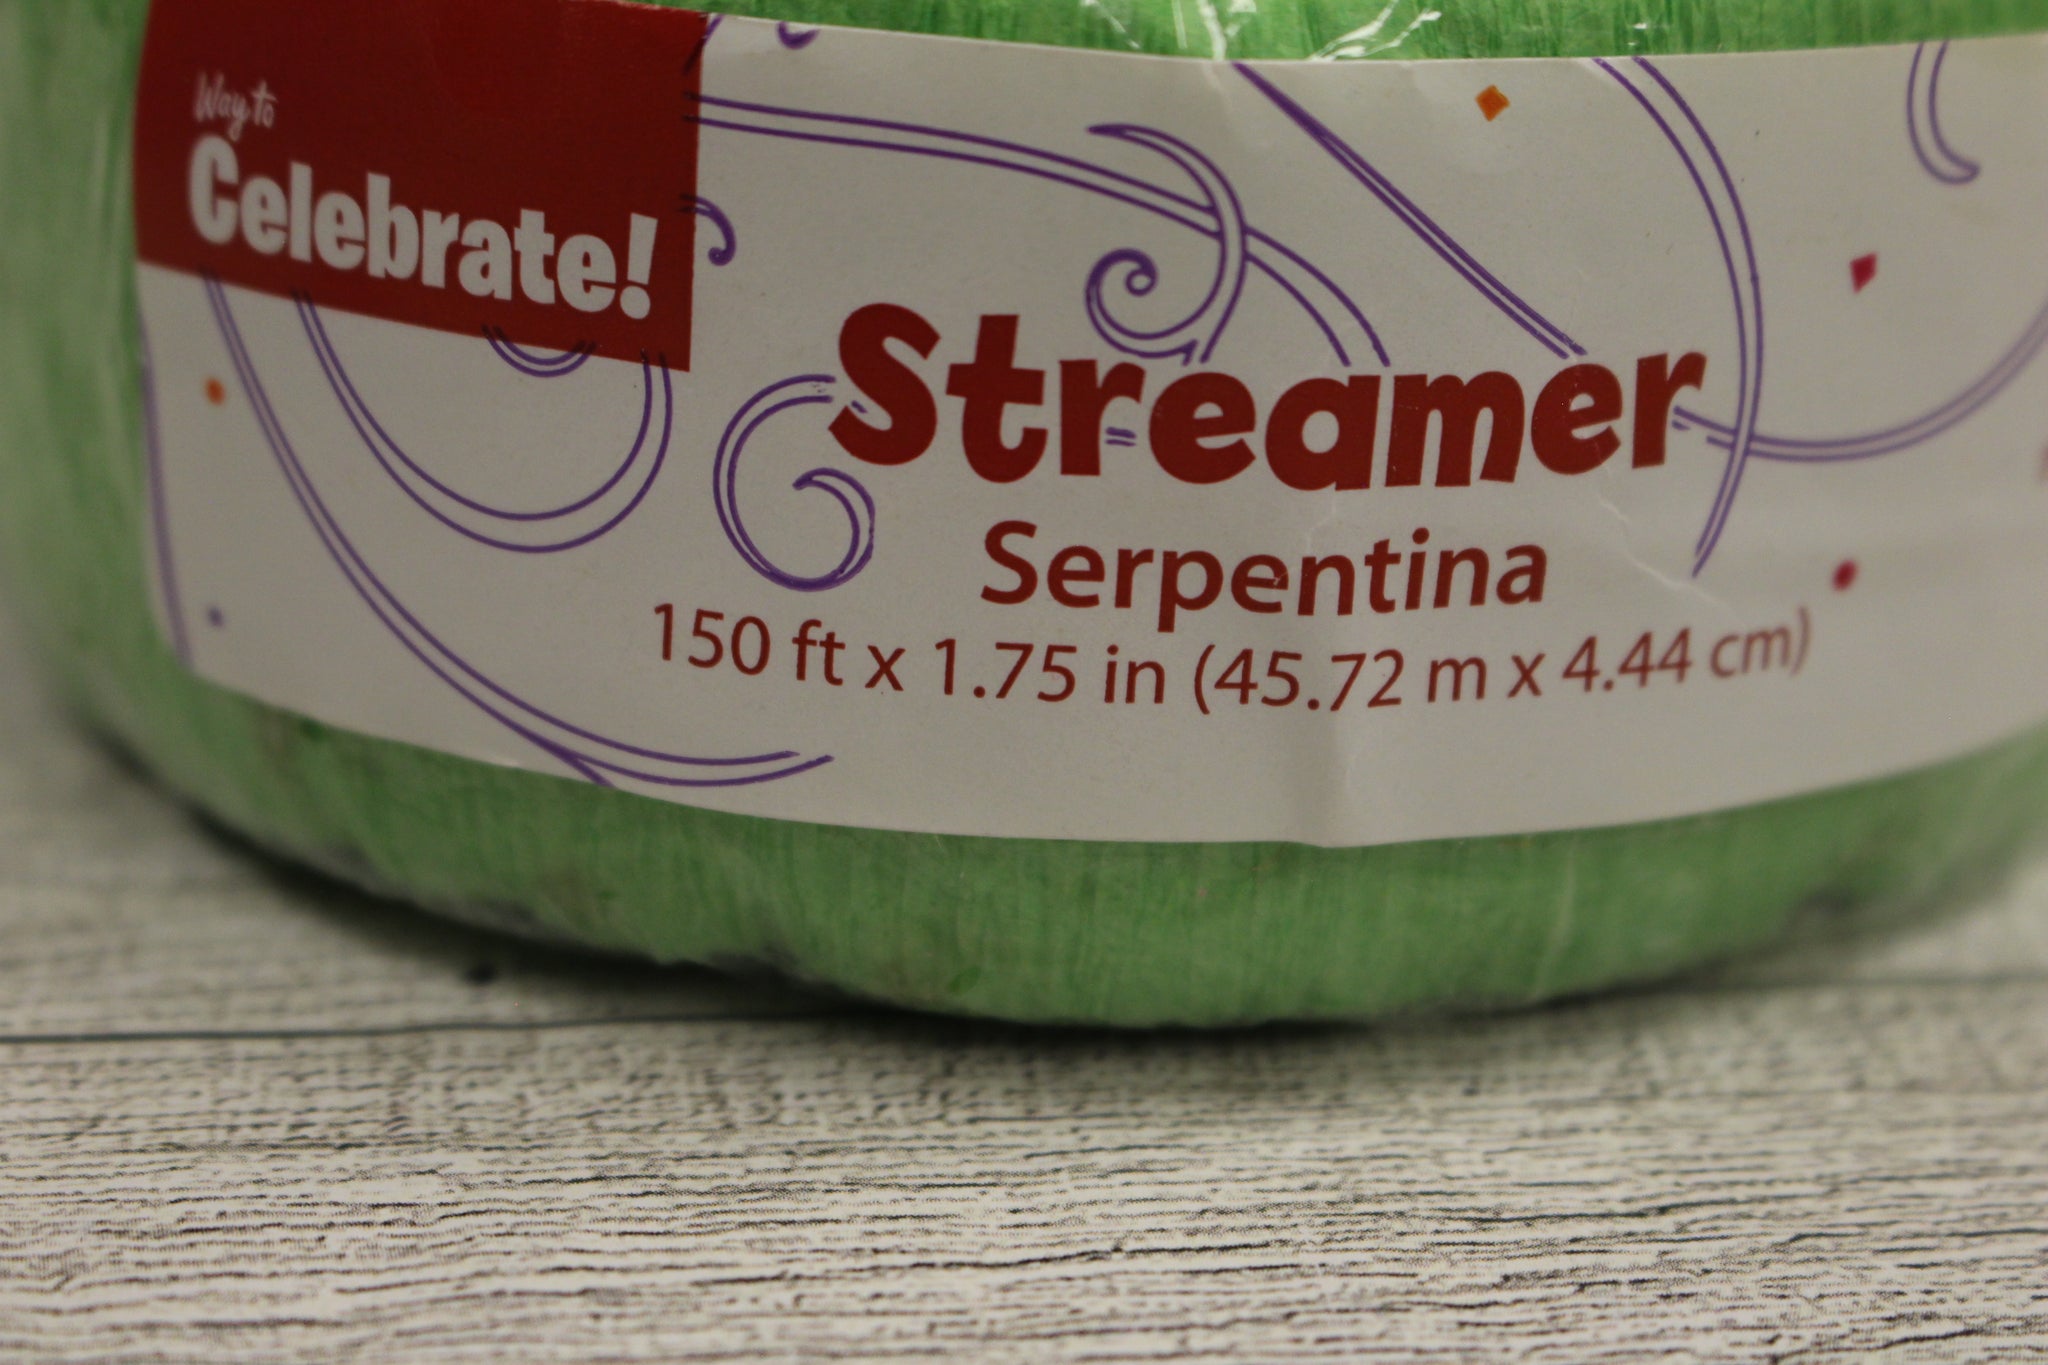 Way to
Celebrate!
Streamer
Serpentina
150 ft x 1.75 in (45.72 m x 4.44 cm)